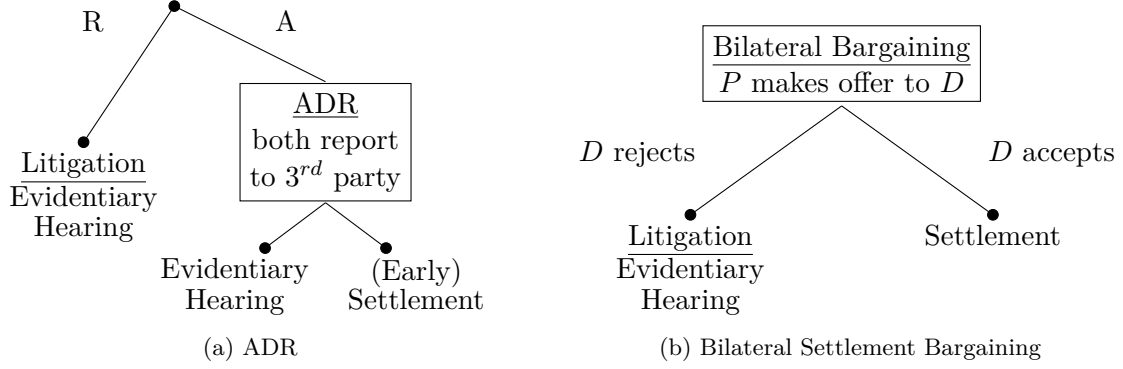 R
A
ADR
both report
to 3rd party
Litigation
Evidentiary
Hearing
Evidentiary
Hearing
(Early)
Settlement
(a) ADR
Bilateral Bargaining
P makes offer to D
D rejects
D accepts
Litigation
Evidentiary
Hearing
Settlement
(b) Bilateral Settlement Bargaining